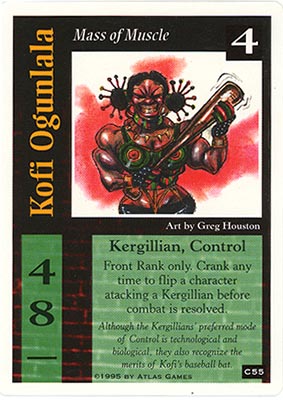 Mass of Muscle
4
Kofi Ogunlala
Art by Greg Houston
4
8
—
Kergillian, Control
Front Rank only. Crank any
time to flip a character
atacking a Kergillian before
combat is resolved.
Although the Kergillians' preferred mode
of Control is technological and
biological, they also recognize the
merits of Kofi's baseball bat.
©1995 BY ATLAS GAMES
C55